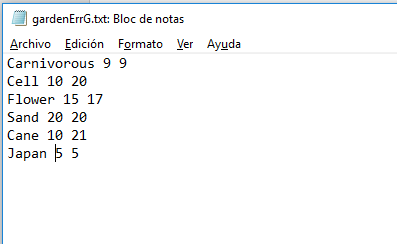 gardenErrG.txt: Bloc de notas
Archivo Edición Formato Ver Ayuda
Carnivorous 9 9
Cell 10 20
Flower 15 17
Sand 20 20
Cane 10 21
Japan 5 5